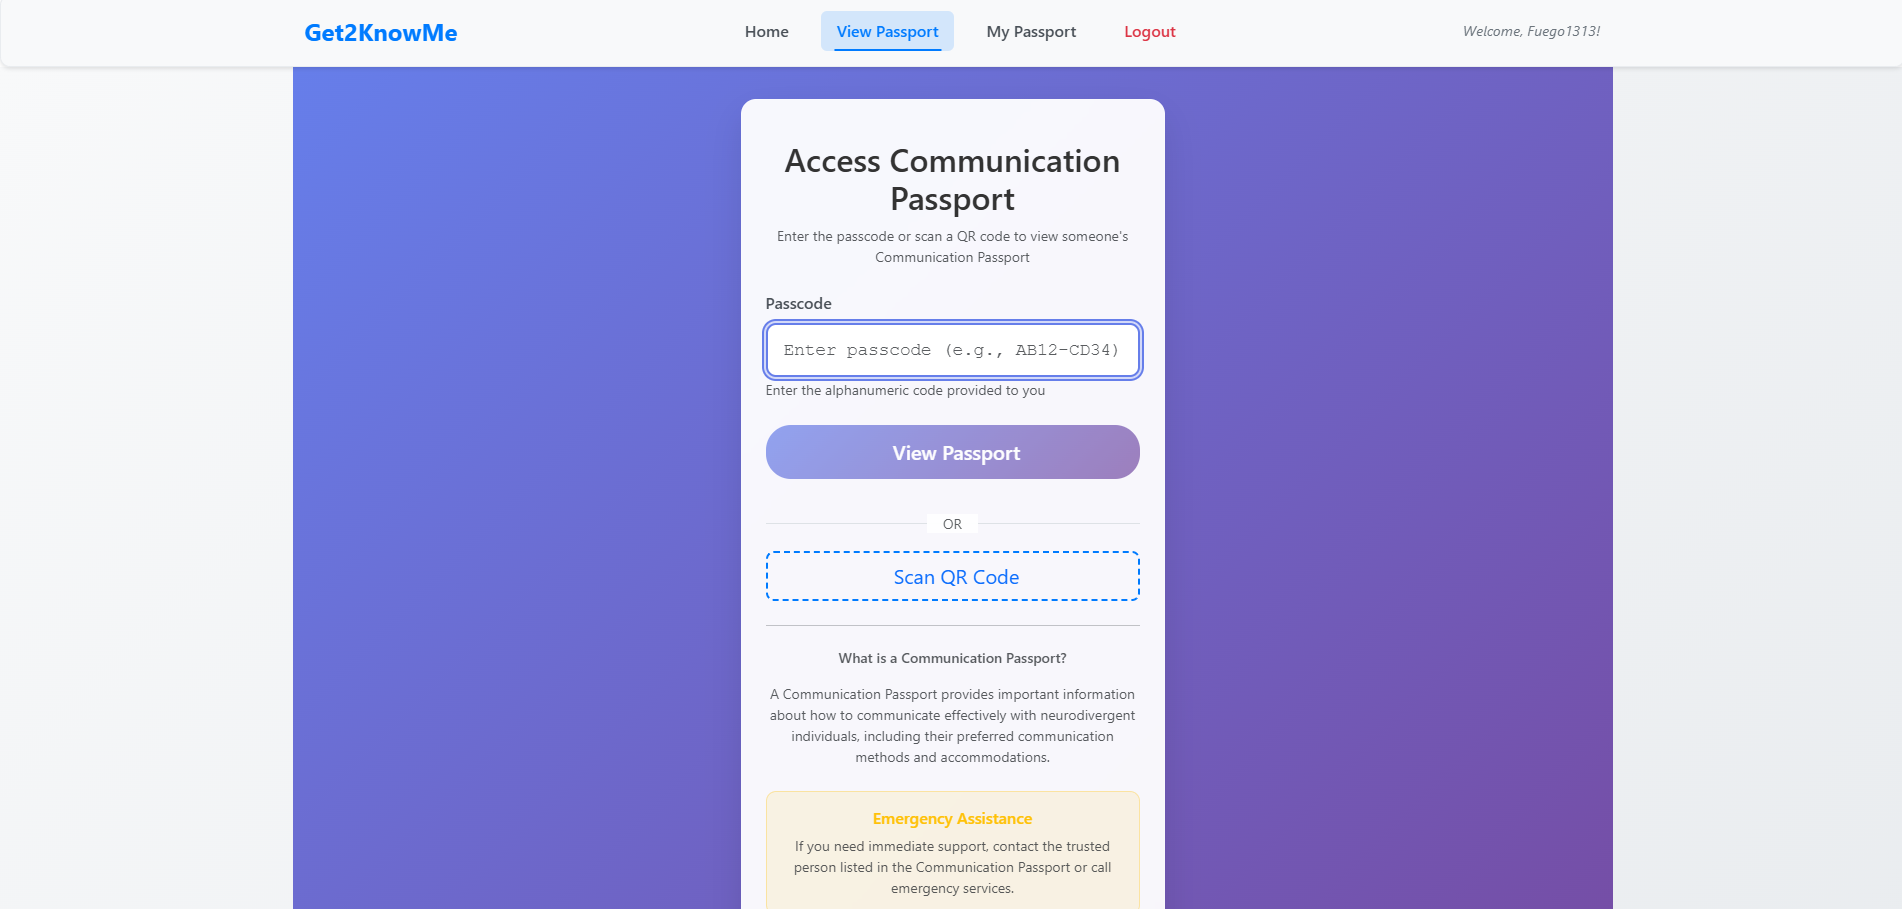 Get2KnowMe
Home
View Passport
My Passport
Logout
Welcome, Fuego1313!
Access Communication
Passport
Enter the passcode or scan a QR code to view someone's
Communication Passport
Passcode
Enter passcode (e.g., AB12-CD34)
Enter the alphanumeric code provided to you
View Passport
OR
Scan QR Code
What is a Communication Passport?
A Communication Passport provides important information
about how to communicate effectively with neurodivergent
individuals, including their preferred communication
methods and accommodations.
Emergency Assistance
If you need immediate support, contact the trusted
person listed in the Communication Passport or call
emergency services.